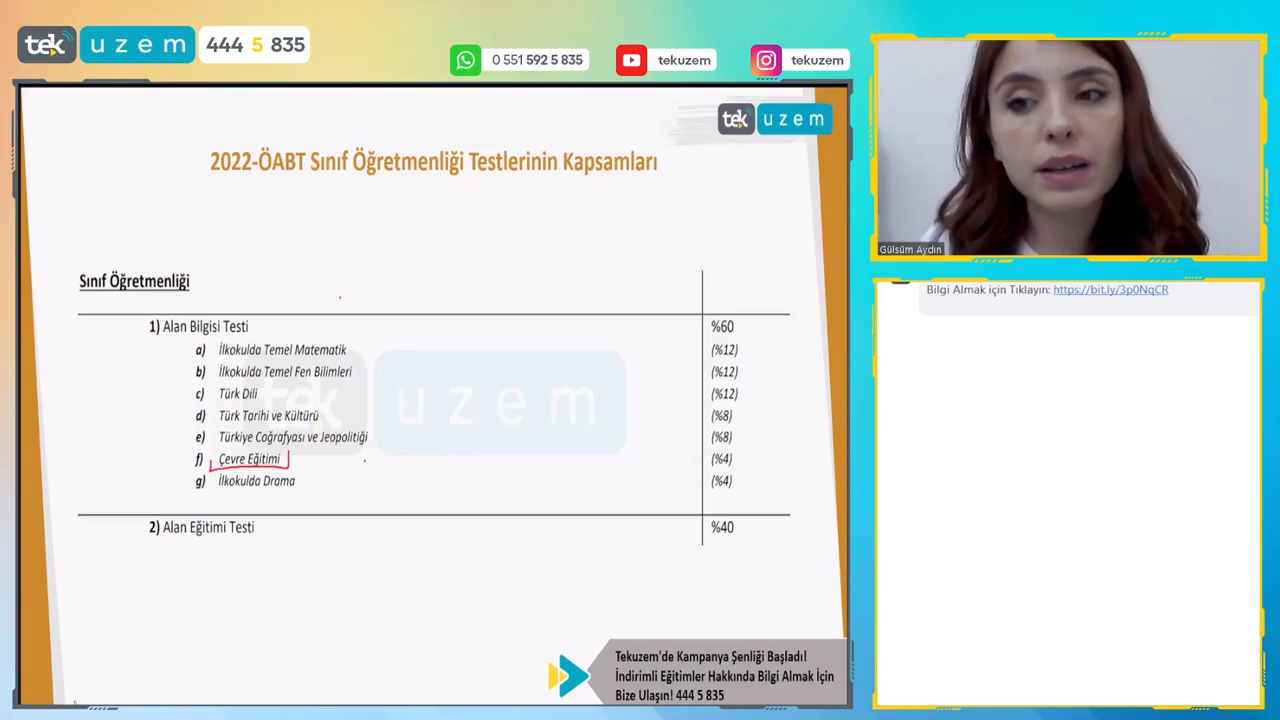 tek uzem 444 5 835
0 551 592 5 835
tekuzem
tekuzem
tek uzem
2022-ÖABT Sınıf Öğretmenliği Testlerinin Kapsamları
Sınıf Öğretmenliği
1) Alan Bilgisi Testi %60
a) İlkokulda Temel Matematik (%12)
b) İlkokulda Temel Fen Bilimleri (%12)
c) Türk Dili (%12)
d) Türk Tarihi ve Kültürü (%8)
e) Türkiye Coğrafyası ve Jeopolitiği (%8)
f) Çevre Eğitimi (%4)
g) İlkokulda Drama (%4)
2) Alan Eğitimi Testi %40
tek uzem
Tekuzem'de Kampanya Şenliği Başladı!
İndirimli Eğitimler Hakkında Bilgi Almak İçin
Bize Ulaşın! 444 5 835
Gülsüm Aydın
Bilgi Almak için Tıklayın: https://bit.ly/3p0NqCR